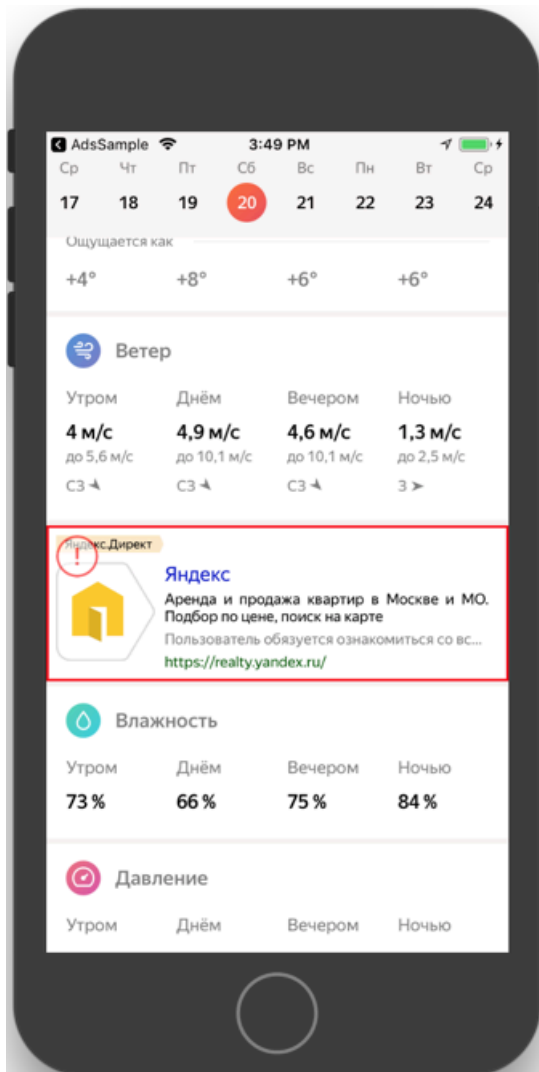 AdsSample 3:49 PM
Ср Чт Пт Сб Вс Пн Вт Ср
17 18 19 20 21 22 23 24
Ощущается как
+4° +8° +6° +6°
Ветер
Утром Днём Вечером Ночью
4 м/с 4,9 м/с 4,6 м/с 1,3 м/с
до 5,6 м/с до 10,1 м/с до 10,1 м/с до 2,5 м/с
СЗ СЗ СЗ З
Яндекс.Директ
!
Яндекс
Аренда и продажа квартир в Москве и МО.
Подбор по цене, поиск на карте
Пользователь обязуется ознакомиться со вс...
https://realty.yandex.ru/
Влажность
Утром Днём Вечером Ночью
73 % 66 % 75 % 84 %
Давление
Утром Днём Вечером Ночью